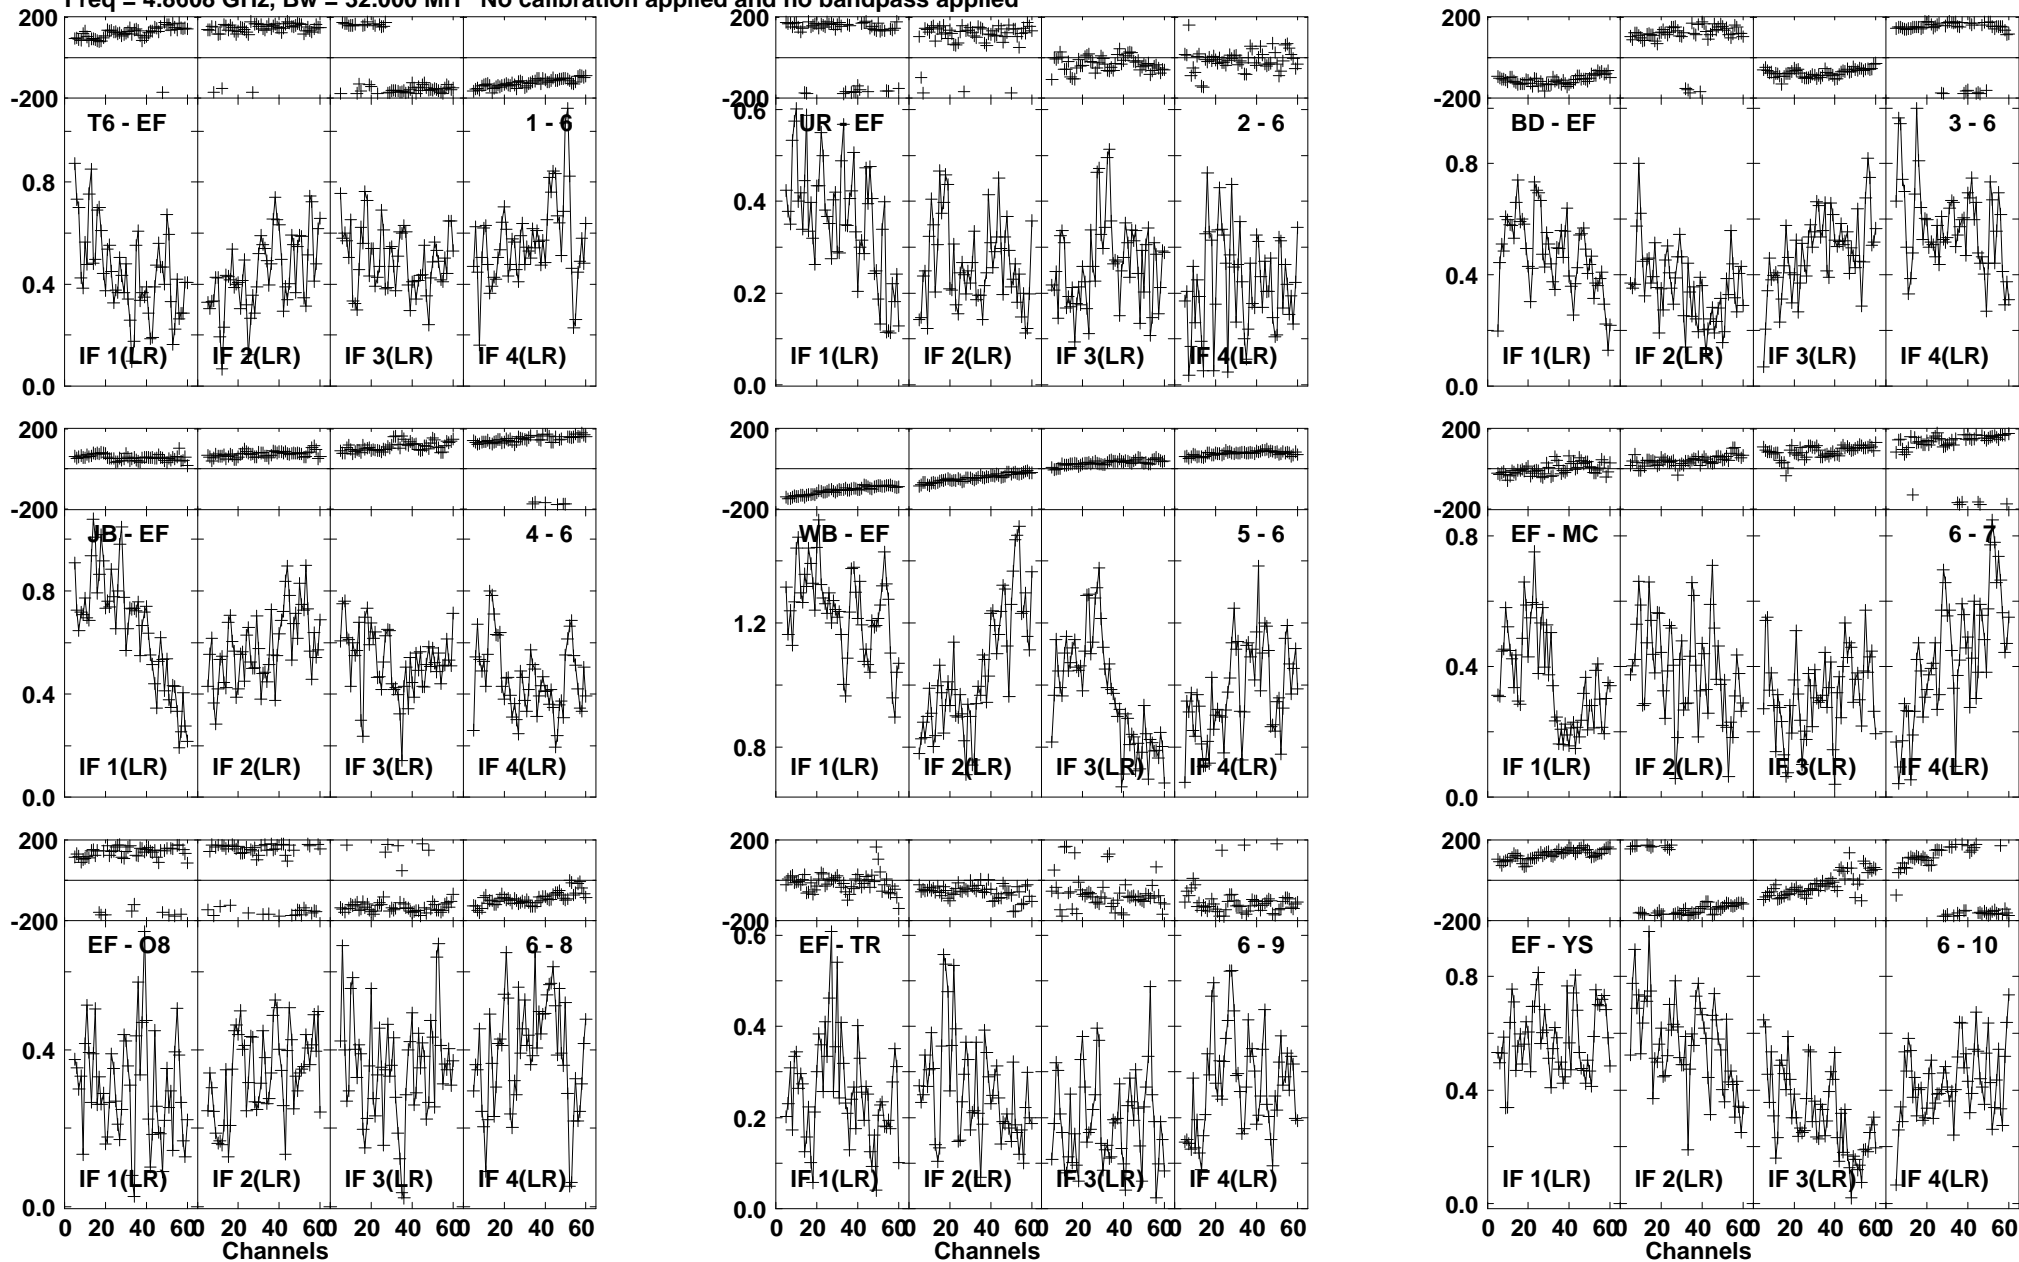 Freq = 4.8608 GHz, Bw = 32.000 MH No calibration applied and no bandpass applied
200
-200
T6 - EF 1 - 6
0.8
0.4
0.0
IF 1(LR) IF 2(LR) IF 3(LR) IF 4(LR)
200
-200
UR - EF 2 - 6
0.6
0.4
0.2
0.0
IF 1(LR) IF 2(LR) IF 3(LR) IF 4(LR)
200
-200
BD - EF 3 - 6
0.8
0.4
0.0
IF 1(LR) IF 2(LR) IF 3(LR) IF 4(LR)
200
-200
JB - EF 4 - 6
0.8
0.4
0.0
IF 1(LR) IF 2(LR) IF 3(LR) IF 4(LR)
200
-200
WB - EF 5 - 6
1.2
0.8
IF 1(LR) IF 2(LR) IF 3(LR) IF 4(LR)
200
-200
EF - MC 6 - 7
0.8
0.4
0.0
IF 1(LR) IF 2(LR) IF 3(LR) IF 4(LR)
200
-200
EF - O8 6 - 8
0.4
0.0
IF 1(LR) IF 2(LR) IF 3(LR) IF 4(LR)
0 20 40 60 0 20 40 60 0 20 40 60 0 20 40 60
Channels
200
-200
EF - TR 6 - 9
0.6
0.4
0.2
0.0
IF 1(LR) IF 2(LR) IF 3(LR) IF 4(LR)
0 20 40 60 0 20 40 60 0 20 40 60 0 20 40 60
Channels
200
-200
EF - YS 6 - 10
0.8
0.4
0.0
IF 1(LR) IF 2(LR) IF 3(LR) IF 4(LR)
0 20 40 60 0 20 40 60 0 20 40 60 0 20 40 60
Channels